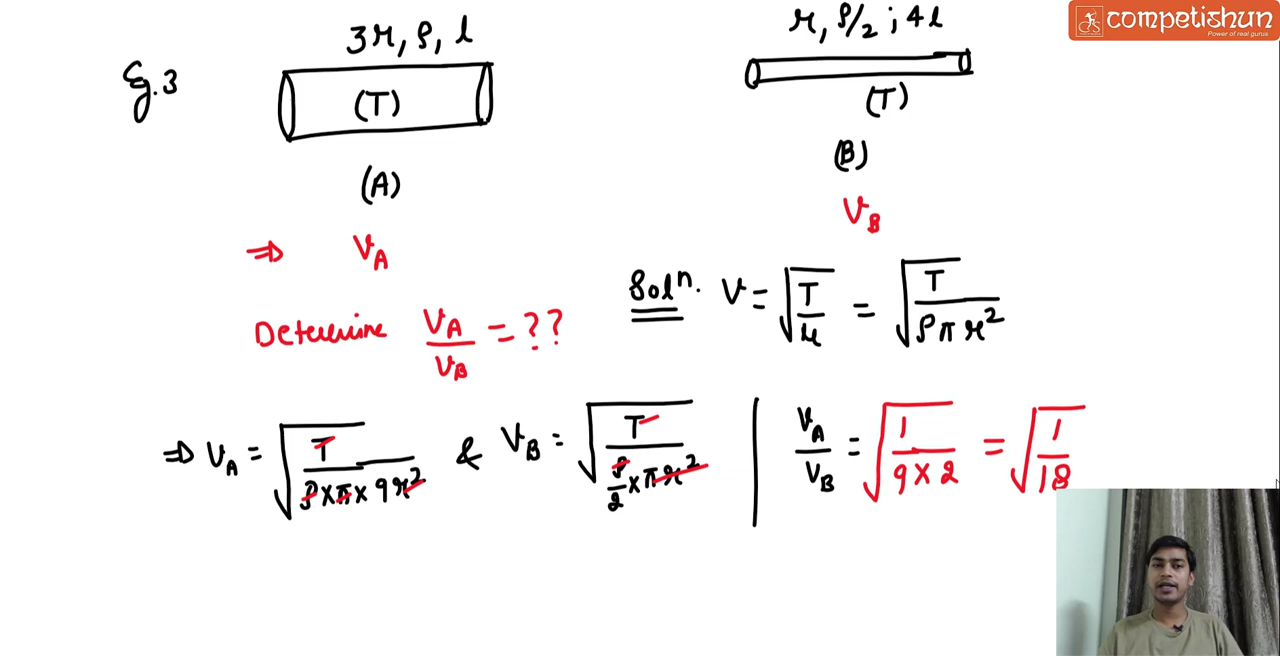 competishun
Power of real gurus
Eg.3
3r, ρ, l
(T)
(A)
r, ρ/2 ; 4l
(T)
(B)
⇒ V_A
V_B
Determine V_A/V_B = ??
Solⁿ. V = √(T/μ) = √(T/(ρπr²))
⇒ V_A = √(T/(ρ×π×9r²)) & V_B = √(T/(ρ/2×πr²))
V_A/V_B = √(1/(9×2)) = √(1/18)